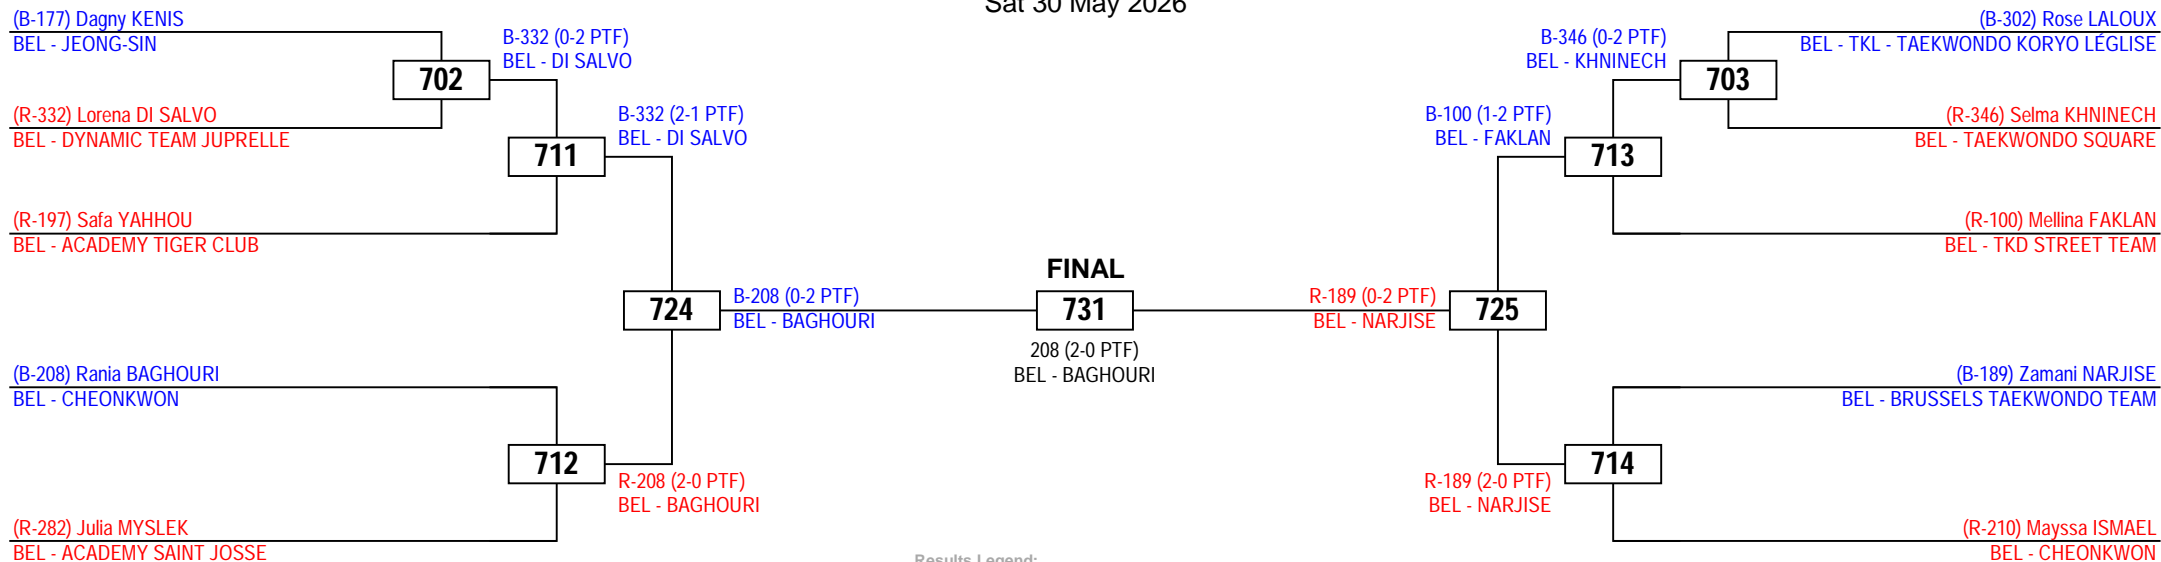 Sat 30 May 2026
(B-177) Dagny KENIS
BEL - JEONG-SIN
702
(R-332) Lorena DI SALVO
BEL - DYNAMIC TEAM JUPRELLE
B-332 (0-2 PTF)
BEL - DI SALVO
711
(R-197) Safa YAHHOU
BEL - ACADEMY TIGER CLUB
B-332 (2-1 PTF)
BEL - DI SALVO
724
(B-208) Rania BAGHOURI
BEL - CHEONKWON
712
(R-282) Julia MYSLEK
BEL - ACADEMY SAINT JOSSE
R-208 (2-0 PTF)
BEL - BAGHOURI
B-208 (0-2 PTF)
BEL - BAGHOURI
FINAL
731
208 (2-0 PTF)
BEL - BAGHOURI
R-189 (0-2 PTF)
BEL - NARJISE
725
B-100 (1-2 PTF)
BEL - FAKLAN
713
B-346 (0-2 PTF)
BEL - KHNINECH
703
(B-302) Rose LALOUX
BEL - TKL - TAEKWONDO KORYO LÉGLISE
(R-346) Selma KHNINECH
BEL - TAEKWONDO SQUARE
(R-100) Mellina FAKLAN
BEL - TKD STREET TEAM
R-189 (2-0 PTF)
BEL - NARJISE
714
(B-189) Zamani NARJISE
BEL - BRUSSELS TAEKWONDO TEAM
(R-210) Mayssa ISMAEL
BEL - CHEONKWON
Results Legend: